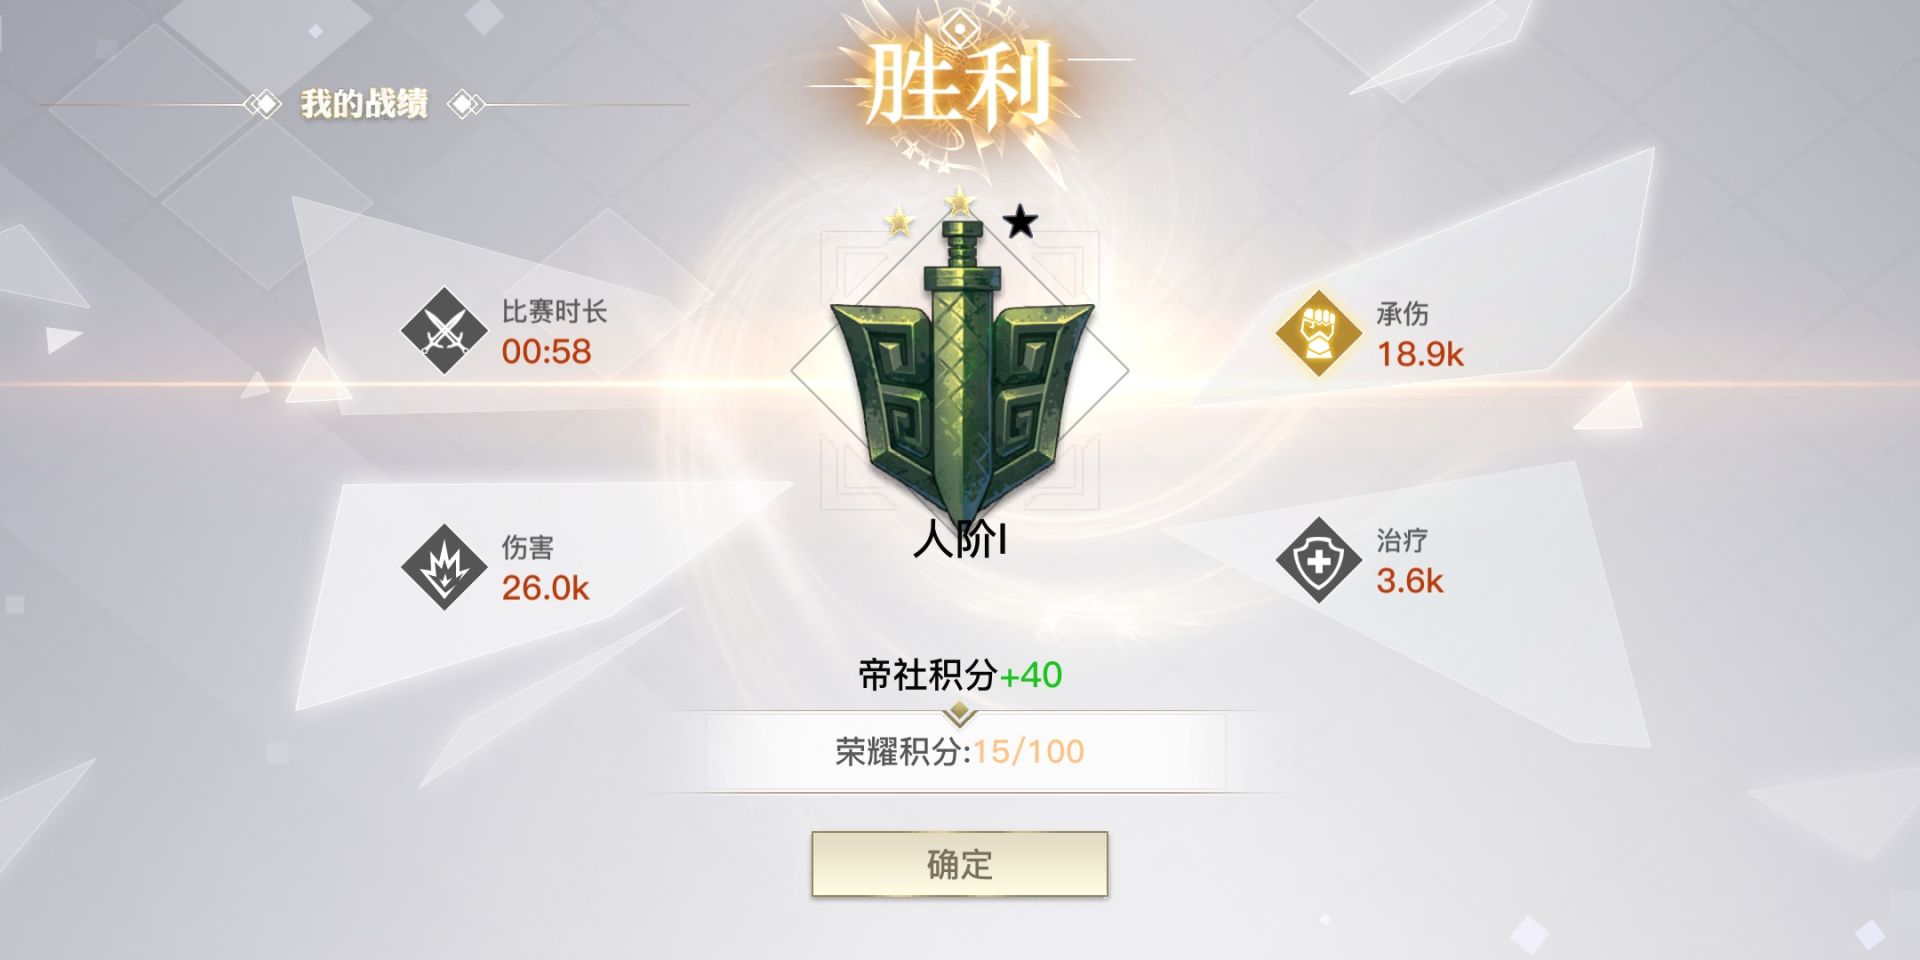 胜利
我的战绩
比赛时长
00:58
承伤
18.9k
人阶I
伤害
26.0k
治疗
3.6k
帝社积分+40
荣耀积分:15/100
确定